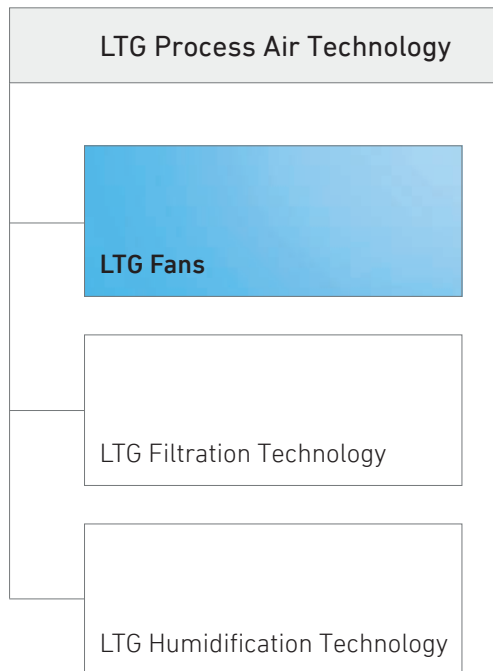 LTG Process Air Technology
LTG Fans
LTG Filtration Technology
LTG Humidification Technology